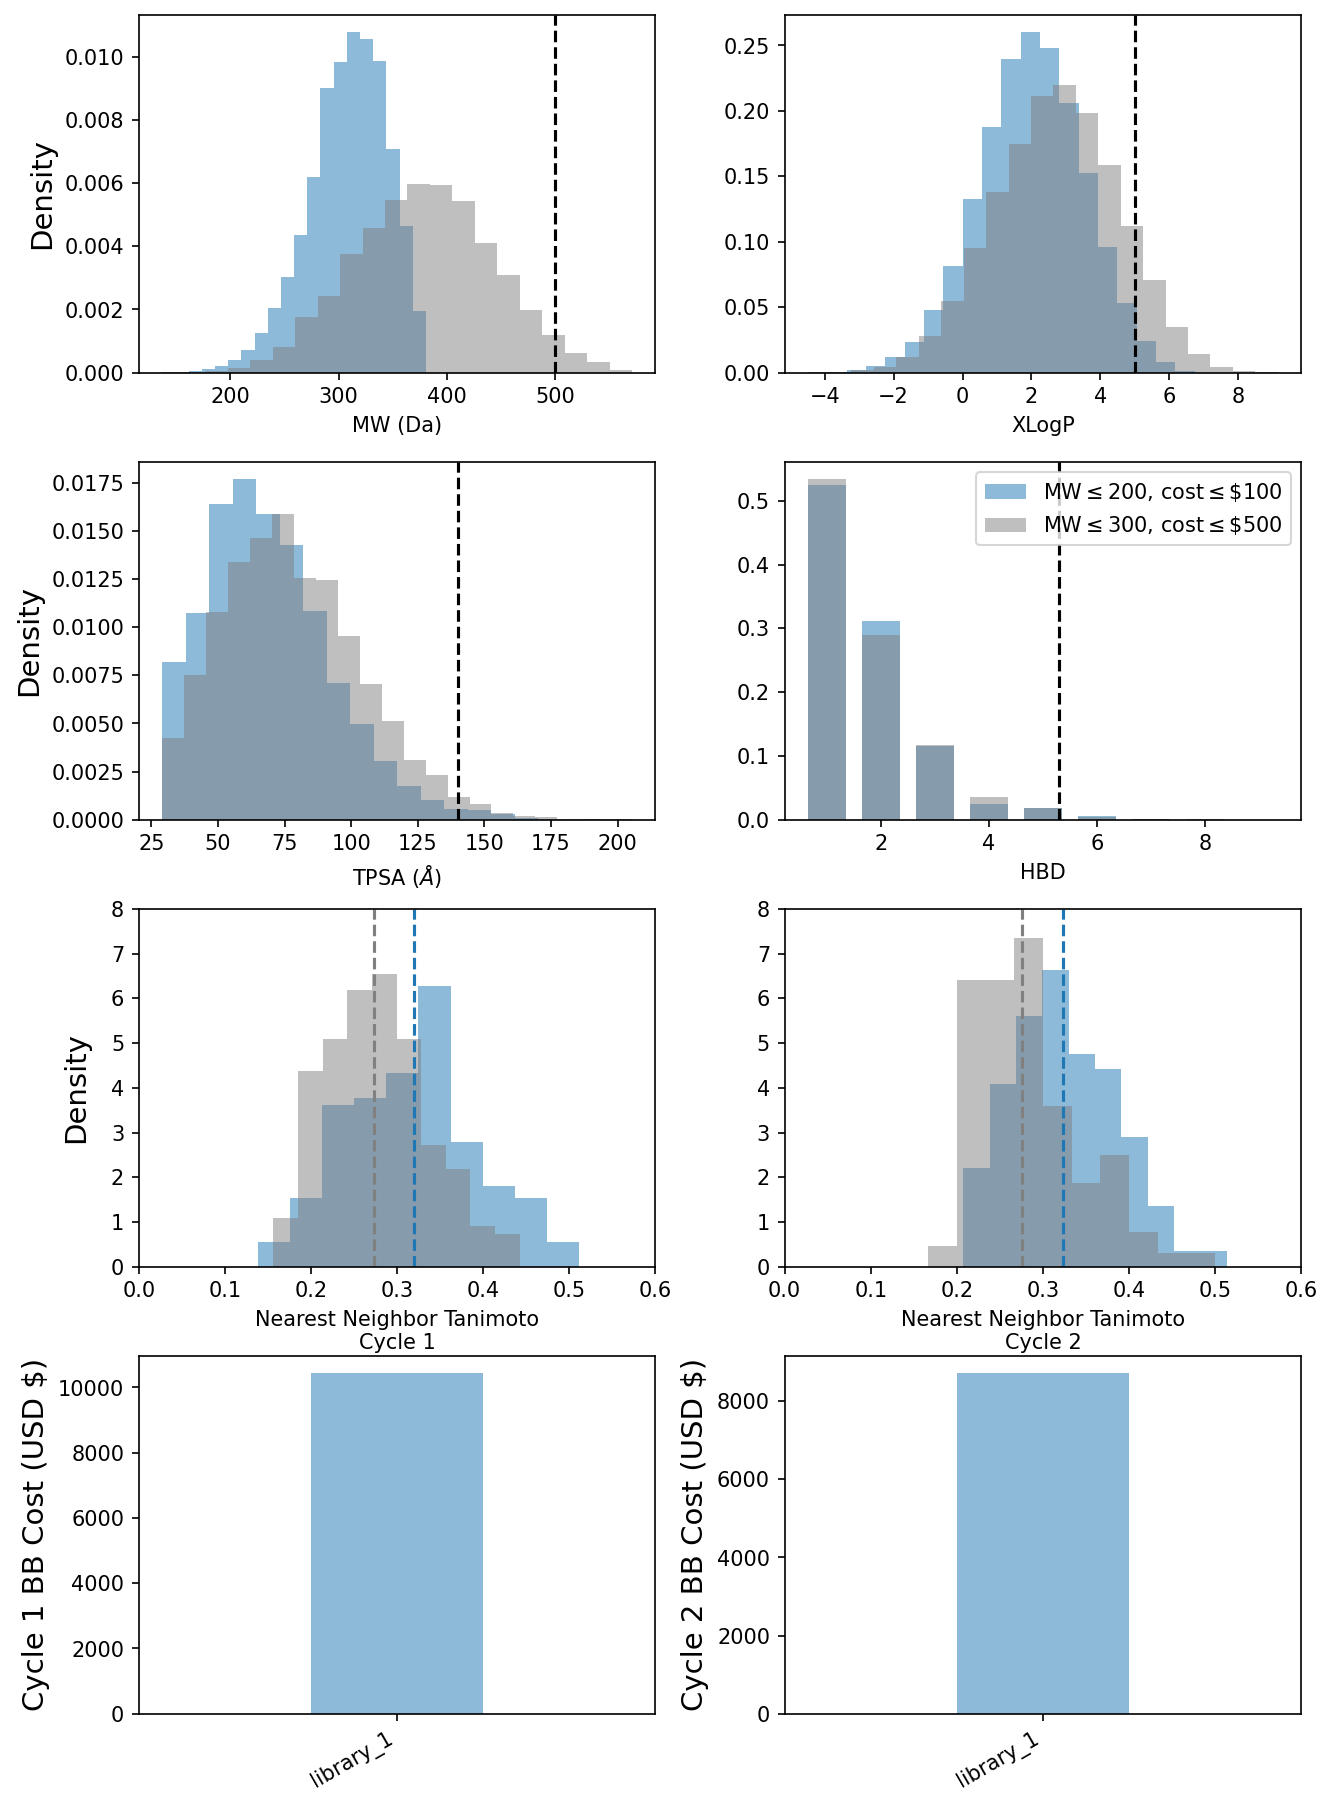 0.010
0.008
0.006
0.004
0.002
0.000
Density
200 300 400 500
MW (Da)
0.25
0.20
0.15
0.10
0.05
0.00
−4 −2 0 2 4 6 8
XLogP
0.0175
0.0150
0.0125
0.0100
0.0075
0.0050
0.0025
0.0000
Density
25 50 75 100 125 150 175 200
TPSA (Å)
0.5
0.4
0.3
0.2
0.1
0.0
MW ≤ 200, cost ≤ $100
MW ≤ 300, cost ≤ $500
2 4 6 8
HBD
8
7
6
5
4
3
2
1
0
Density
0.0 0.1 0.2 0.3 0.4 0.5 0.6
Nearest Neighbor Tanimoto
Cycle 1
8
7
6
5
4
3
2
1
0
0.0 0.1 0.2 0.3 0.4 0.5 0.6
Nearest Neighbor Tanimoto
Cycle 2
10000
8000
6000
4000
2000
0
Cycle 1 BB Cost (USD $)
library_1
8000
6000
4000
2000
0
Cycle 2 BB Cost (USD $)
library_1